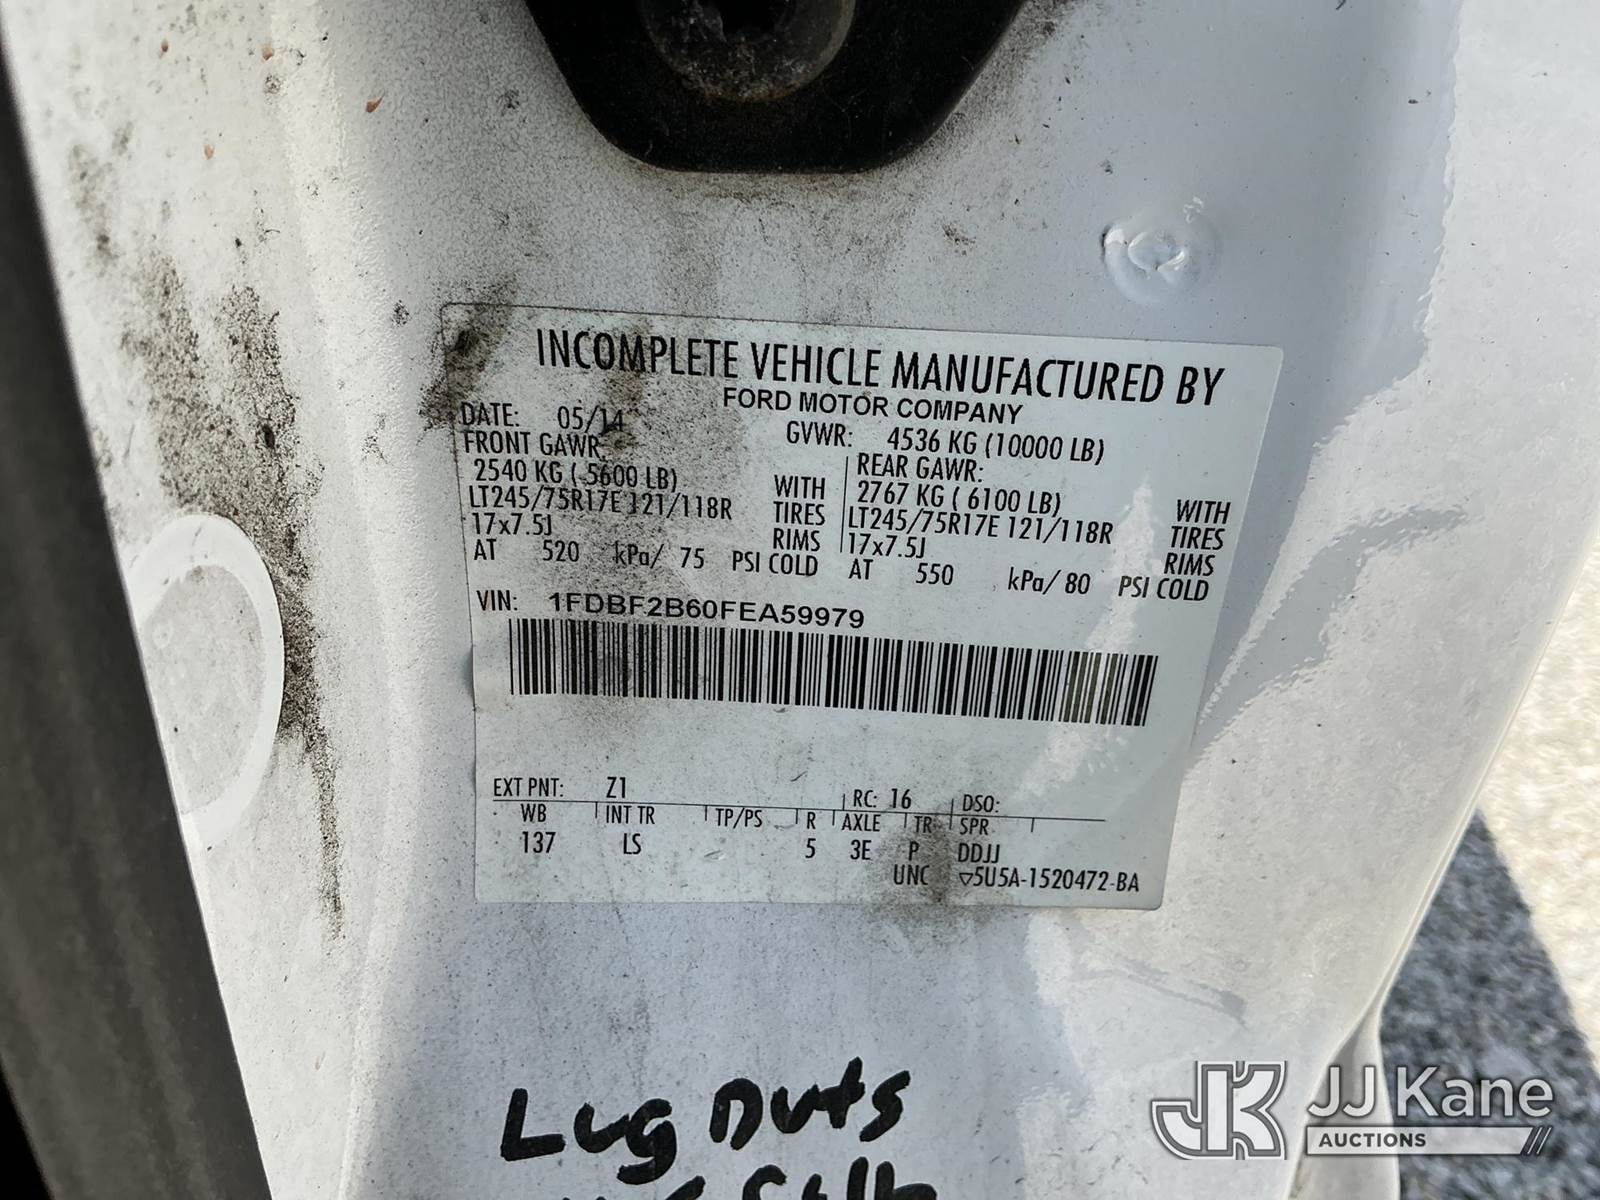 INCOMPLETE VEHICLE MANUFACTURED BY
FORD MOTOR COMPANY
DATE: 05/14 GVWR: 4536 KG (10000 LB)
FRONT GAWR: REAR GAWR:
2540 KG ( 5600 LB) WITH 2767 KG ( 6100 LB) WITH
LT245/75R17E 121/118R TIRES LT245/75R17E 121/118R TIRES
17x7.5J RIMS 17x7.5J RIMS
AT 520 kPa/ 75 PSI COLD AT 550 kPa/ 80 PSI COLD
VIN: 1FDBF2B60FEA59979
EXT PNT: Z1 RC: 16 DSO:
WB INT TR TP/PS R AXLE TR SPR
137 LS 5 3E P DDJJ
UNC ▽5U5A-1520472-BA
Lug Nuts
JK JJ Kane
AUCTIONS